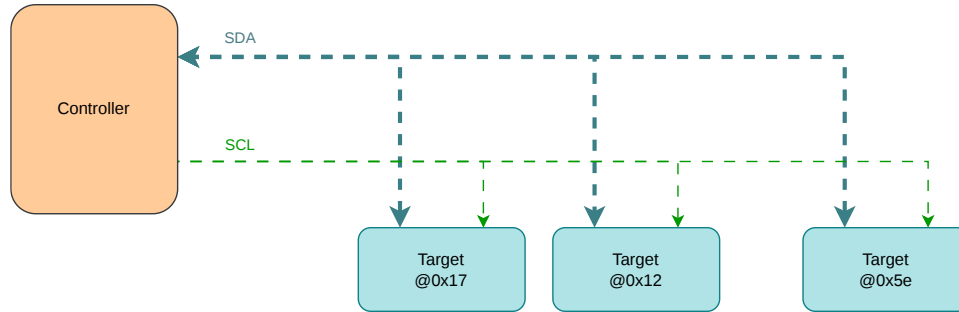 SDA
Controller
SCL
Target
@0x17
Target
@0x12
Target
@0x5e